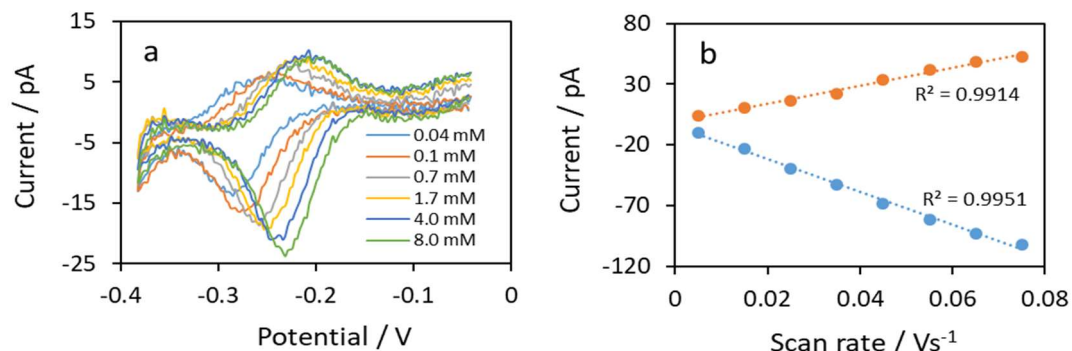 a
Current / pA
15
5
-5
-15
-25
-0.4
-0.3
-0.2
-0.1
0
Potential / V
0.04 mM
0.1 mM
0.7 mM
1.7 mM
4.0 mM
8.0 mM
b
Current / pA
80
30
-20
-70
-120
R² = 0.9914
R² = 0.9951
0
0.02
0.04
0.06
0.08
Scan rate / Vs⁻¹